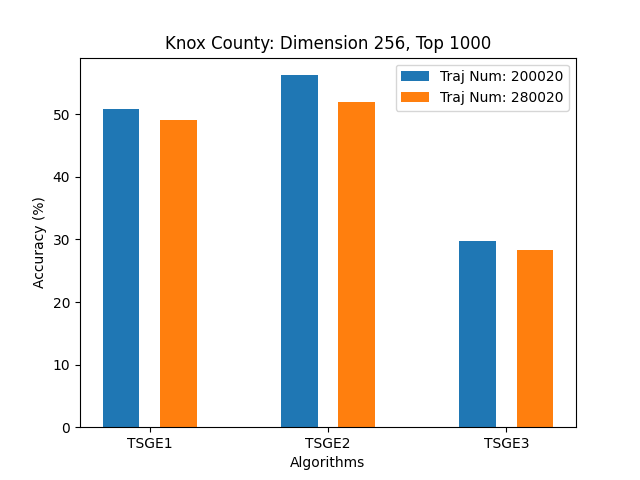 Knox County: Dimension 256, Top 1000
Traj Num: 200020
Traj Num: 280020
Accuracy (%)
50
40
30
20
10
0
TSGE1 TSGE2 TSGE3
Algorithms